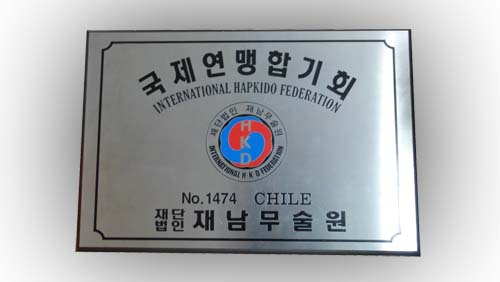 국제연맹합기회
INTERNATIONAL HAPKIDO FEDERATION
재단법인 재남무술원
HKD
INTERNATIONAL H K D FEDERATION
No.1474 CHILE
재단법인 재남무술원